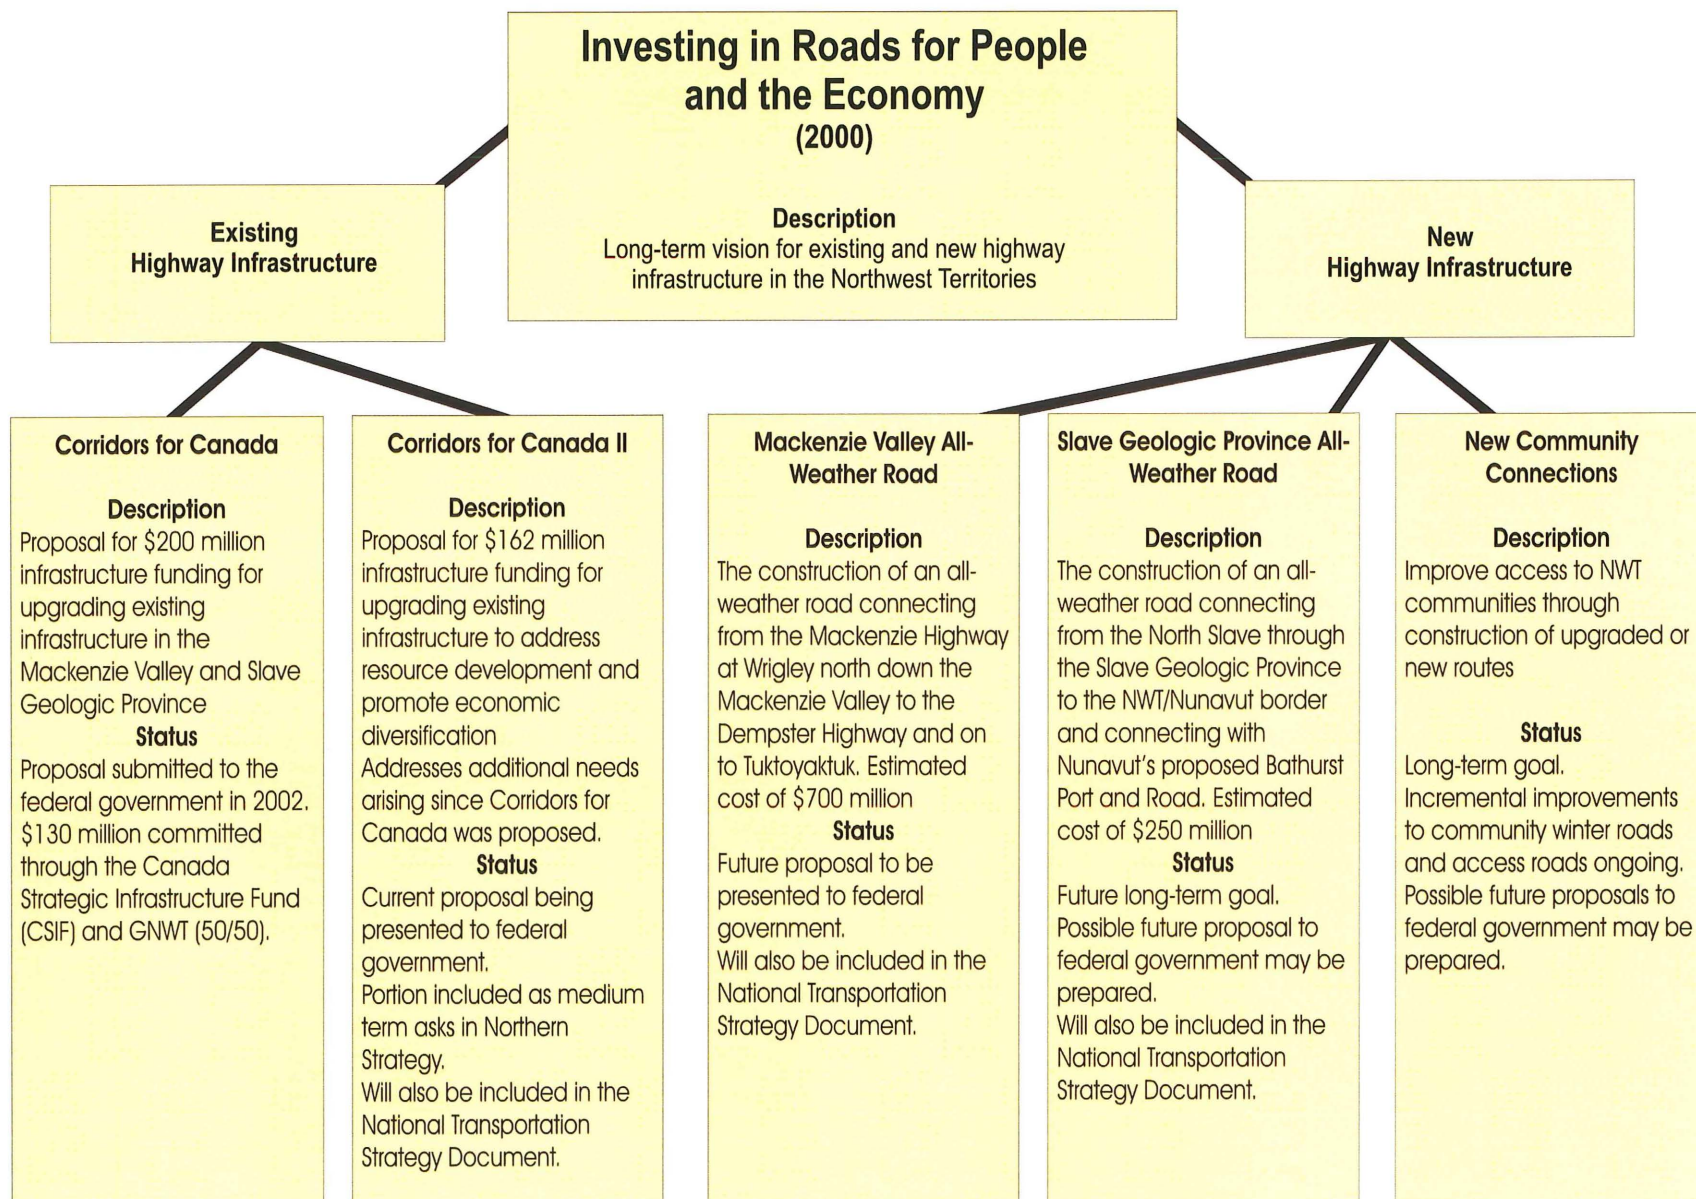 Investing in Roads for People
and the Economy
(2000)
Description
Long-term vision for existing and new highway
infrastructure in the Northwest Territories
Existing
Highway Infrastructure
New
Highway Infrastructure
Corridors for Canada
Description
Proposal for $200 million
infrastructure funding for
upgrading existing
infrastructure in the
Mackenzie Valley and Slave
Geologic Province
Status
Proposal submitted to the
federal government in 2002.
$130 million committed
through the Canada
Strategic Infrastructure Fund
(CSIF) and GNWT (50/50).
Corridors for Canada II
Description
Proposal for $162 million
infrastructure funding for
upgrading existing
infrastructure to address
resource development and
promote economic
diversification
Addresses additional needs
arising since Corridors for
Canada was proposed.
Status
Current proposal being
presented to federal
government.
Portion included as medium
term asks in Northern
Strategy.
Will also be included in the
National Transportation
Strategy Document.
Mackenzie Valley All-
Weather Road
Description
The construction of an all-
weather road connecting
from the Mackenzie Highway
at Wrigley north down the
Mackenzie Valley to the
Dempster Highway and on
to Tuktoyaktuk. Estimated
cost of $700 million
Status
Future proposal to be
presented to federal
government.
Will also be included in the
National Transportation
Strategy Document.
Slave Geologic Province All-
Weather Road
Description
The construction of an all-
weather road connecting
from the North Slave through
the Slave Geologic Province
to the NWT/Nunavut border
and connecting with
Nunavut's proposed Bathurst
Port and Road. Estimated
cost of $250 million
Status
Future long-term goal.
Possible future proposal to
federal government may be
prepared.
Will also be included in the
National Transportation
Strategy Document.
New Community
Connections
Description
Improve access to NWT
communities through
construction of upgraded or
new routes
Status
Long-term goal.
Incremental improvements
to community winter roads
and access roads ongoing.
Possible future proposals to
federal government may be
prepared.